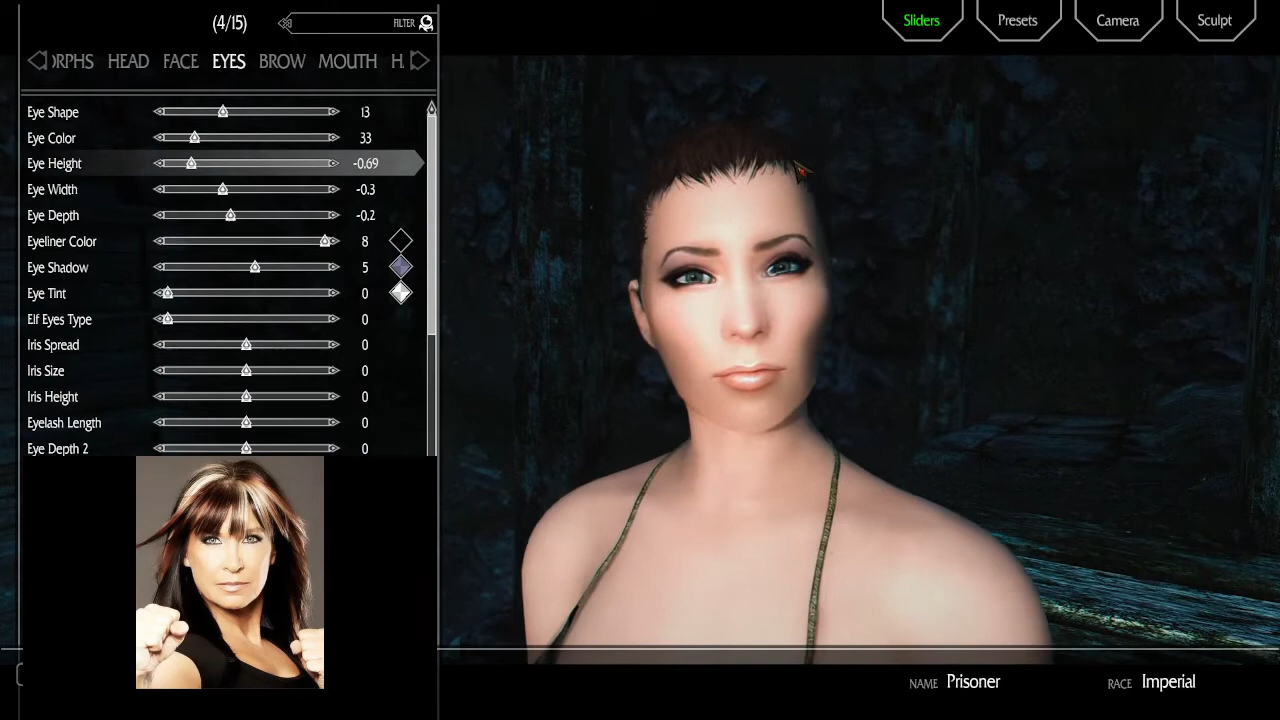 (4/15)
FILTER
Sliders
Presets
Camera
Sculpt
ORPHS HEAD FACE EYES BROW MOUTH H
Eye Shape 13
Eye Color 33
Eye Height -0.69
Eye Width -0.3
Eye Depth -0.2
Eyeliner Color 8
Eye Shadow 5
Eye Tint 0
Elf Eyes Type 0
Iris Spread 0
Iris Size 0
Iris Height 0
Eyelash Length 0
Eye Depth 2 0
NAME Prisoner
RACE Imperial